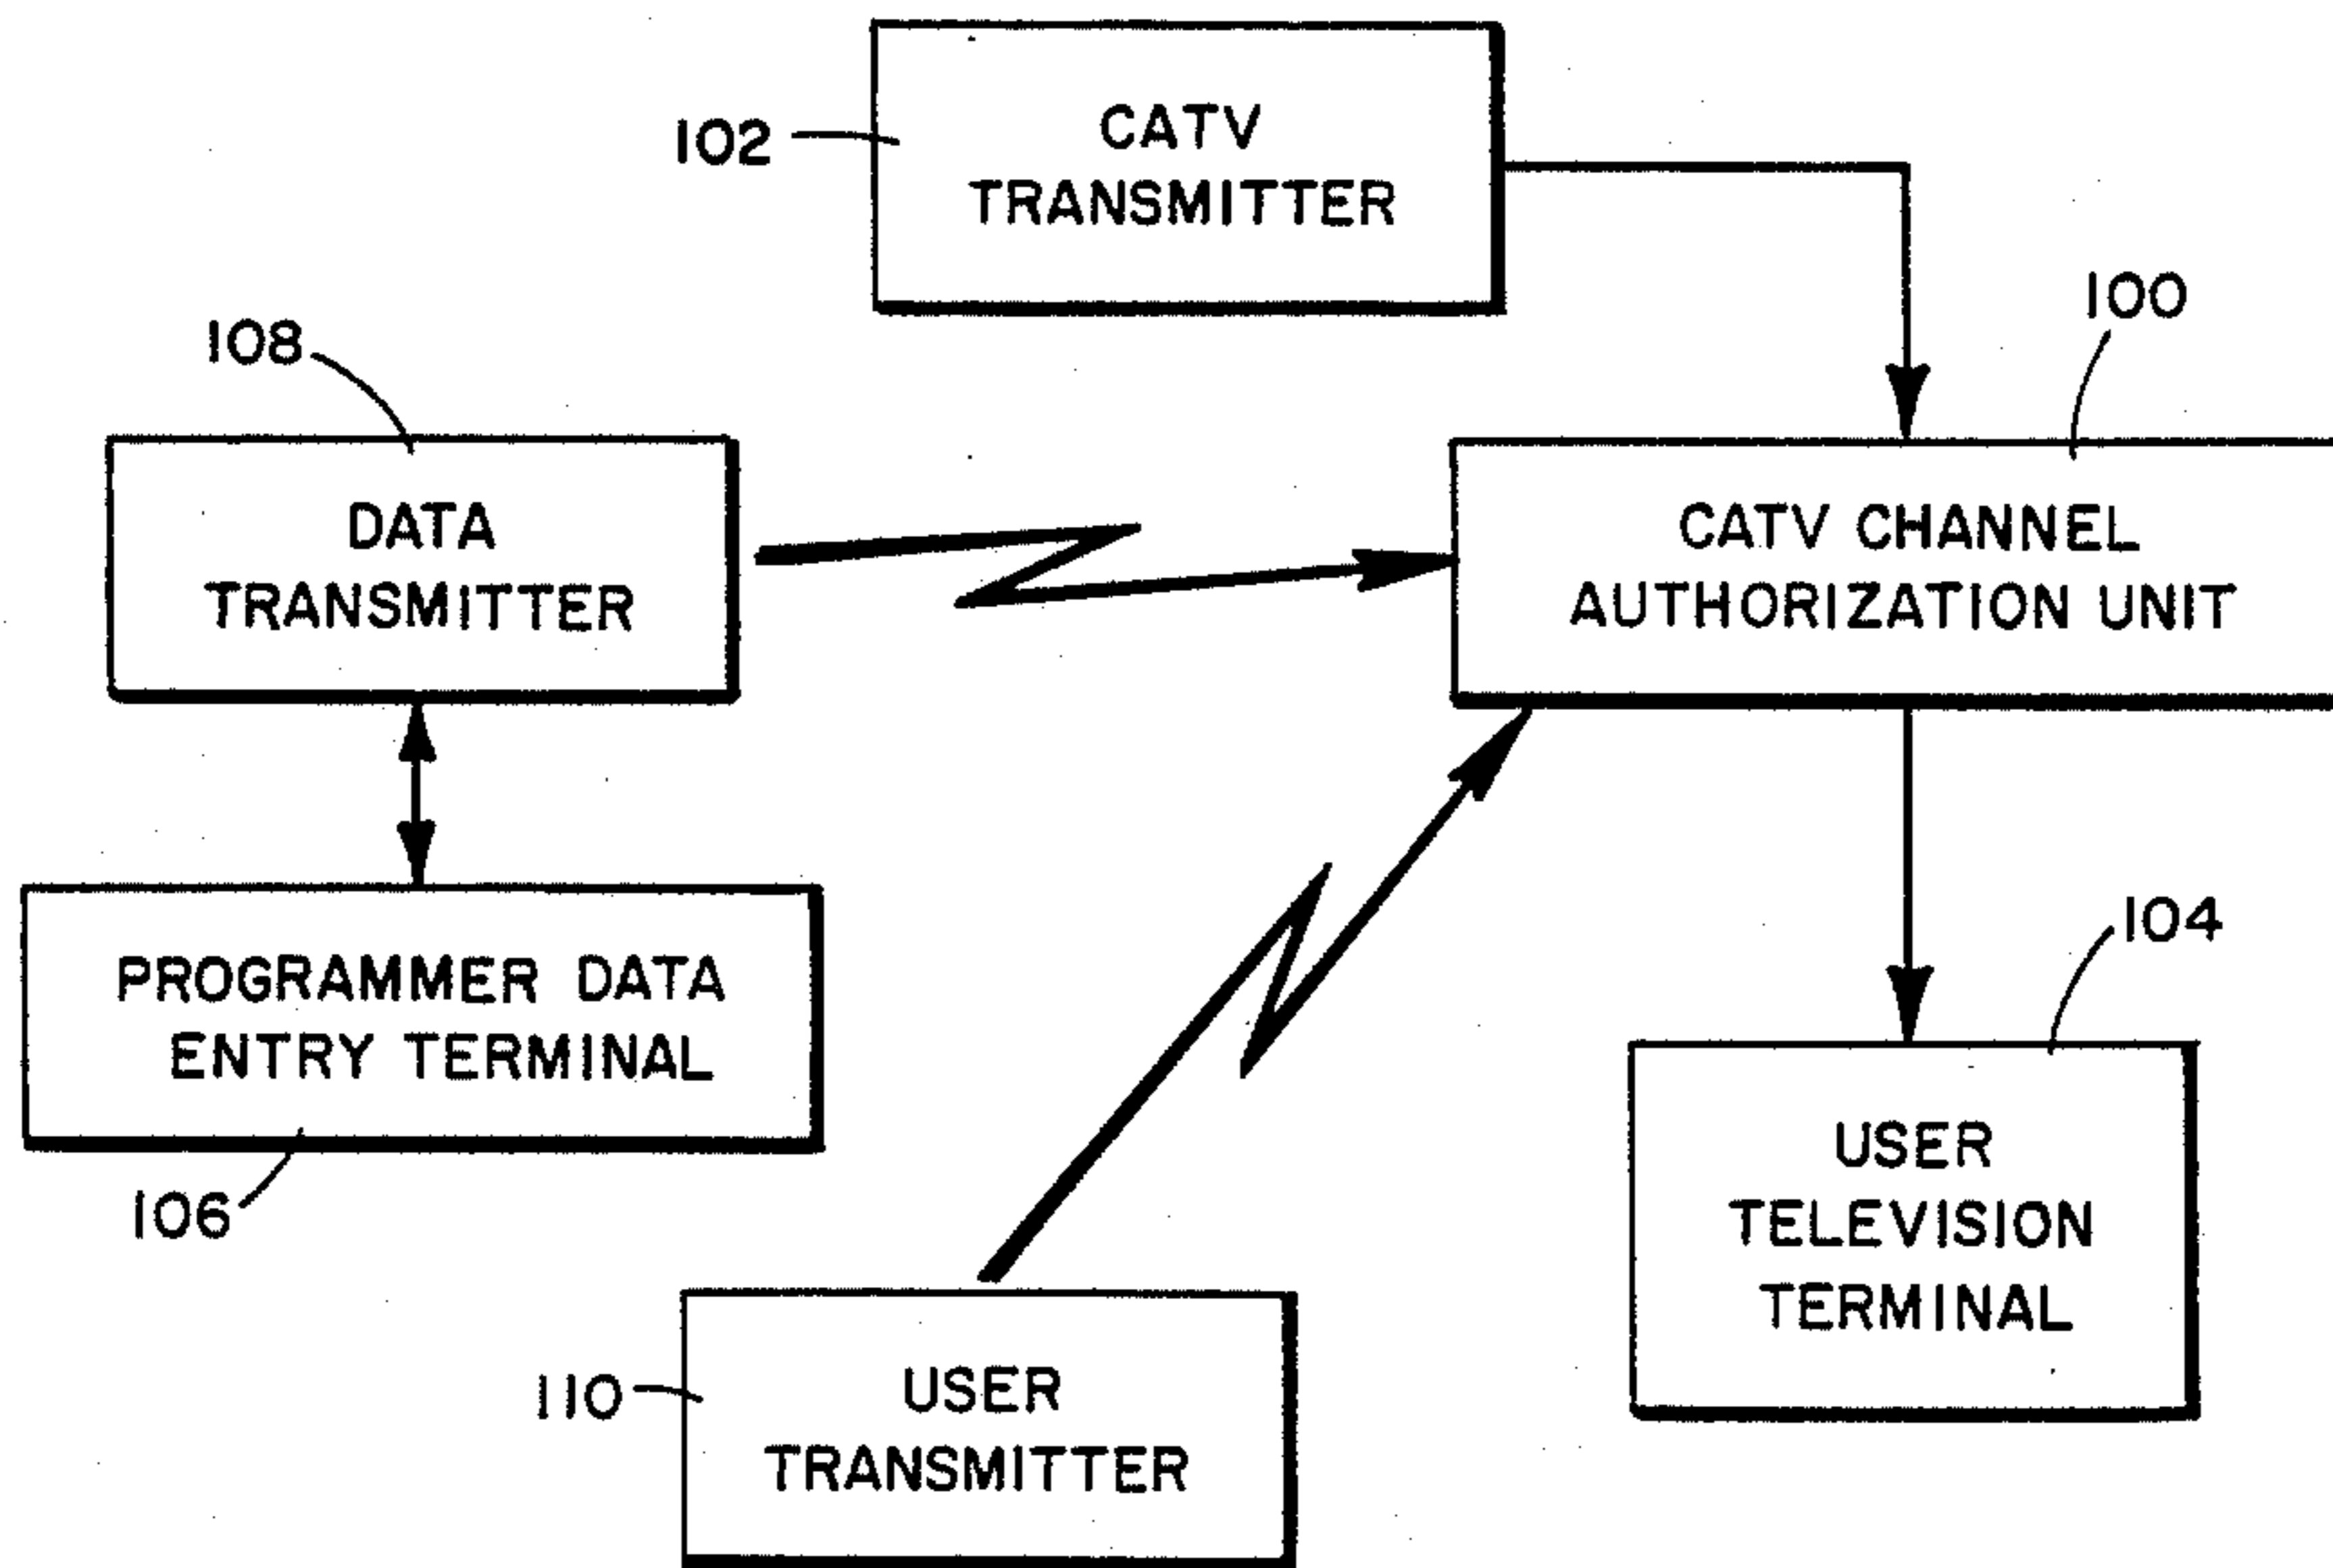 102
CATV
TRANSMITTER
100
108
DATA
TRANSMITTER
CATV CHANNEL
AUTHORIZATION UNIT
PROGRAMMER DATA
ENTRY TERMINAL
106
104
USER
TELEVISION
TERMINAL
110
USER
TRANSMITTER